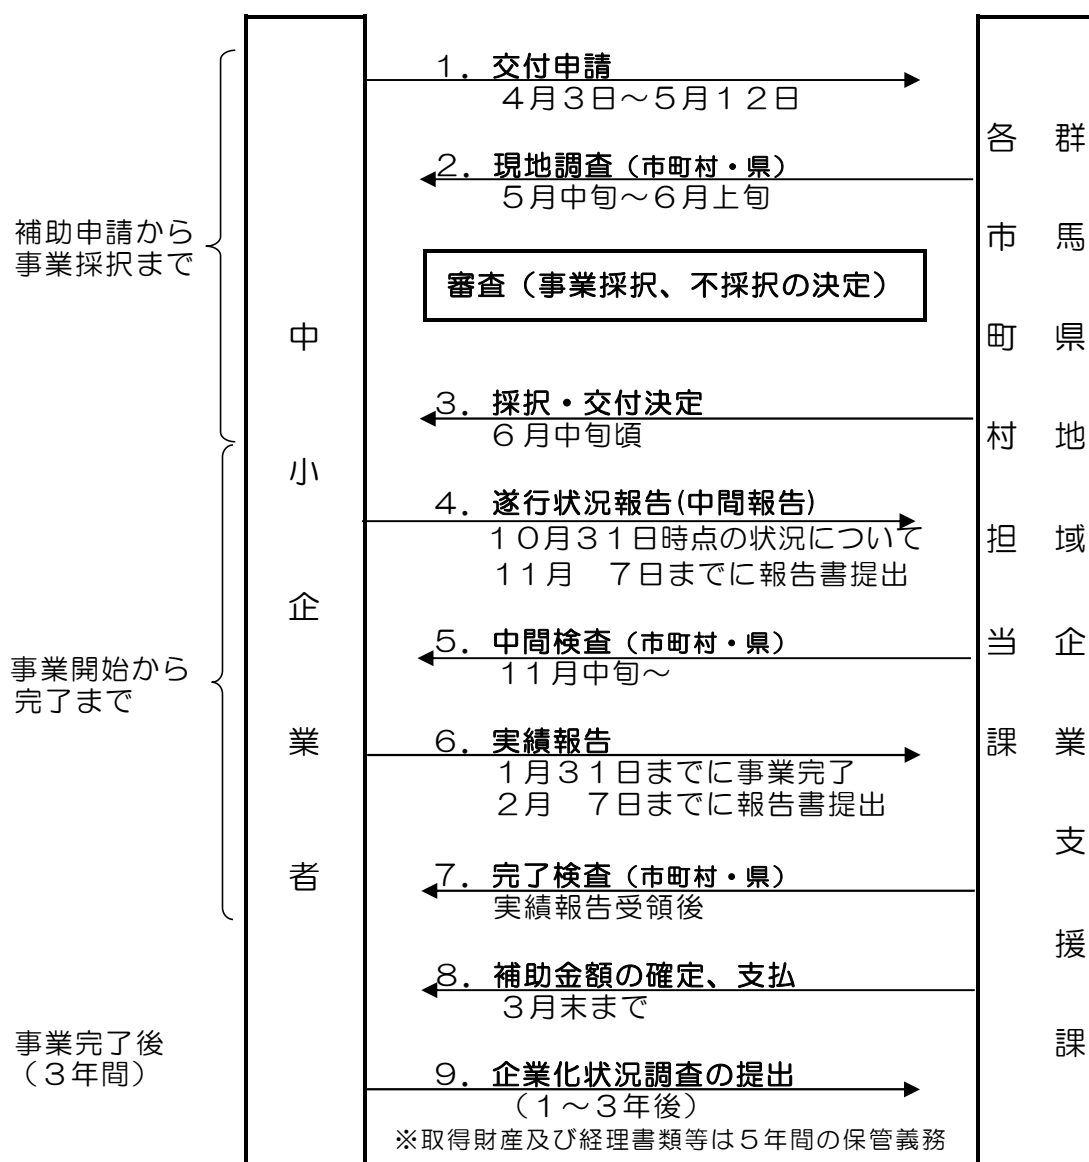 １．交付申請
４月３日～５月１２日
２．現地調査（市町村・県）
５月中旬～６月上旬
補助申請から
事業採択まで
審査（事業採択、不採択の決定）
３．採択・交付決定
６月中旬頃
４．遂行状況報告(中間報告)
１０月３１日時点の状況について
１１月　７日までに報告書提出
５．中間検査（市町村・県）
１１月中旬～
事業開始から
完了まで
６．実績報告
１月３１日までに事業完了
２月　７日までに報告書提出
７．完了検査（市町村・県）
実績報告受領後
８．補助金額の確定、支払
３月末まで
事業完了後
（３年間）
９．企業化状況調査の提出
（１～３年後）
※取得財産及び経理書類等は５年間の保管義務
中小企業者
群馬県地域企業支援課
各市町村担当課